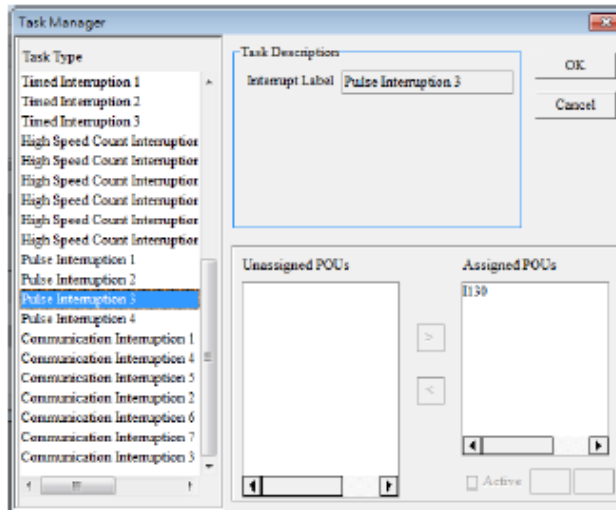 Task Manager
Task Type
Timed Interruption 1
Timed Interruption 2
Timed Interruption 3
High Speed Count Interruption
High Speed Count Interruption
High Speed Count Interruption
High Speed Count Interruption
High Speed Count Interruption
High Speed Count Interruption
Pulse Interruption 1
Pulse Interruption 2
Pulse Interruption 3
Pulse Interruption 4
Communication Interruption 1
Communication Interruption 4
Communication Interruption 5
Communication Interruption 2
Communication Interruption 6
Communication Interruption 7
Communication Interruption 3
Task Description
Interrupt Label Pulse Interruption 3
OK
Cancel
Unassigned POUs
Assigned POUs
I130
>
<
Active